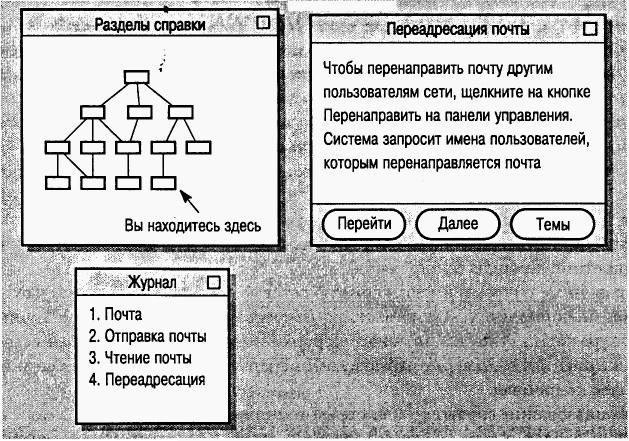 Разделы справки
Вы находитесь здесь
Переадресация почты
Чтобы перенаправить почту другим
пользователям сети, щелкните на кнопке
Перенаправить на панели управления.
Система запросит имена пользователей,
которым перенаправляется почта
Перейти
Далее
Темы
Журнал
1. Почта
2. Отправка почты
3. Чтение почты
4. Переадресация